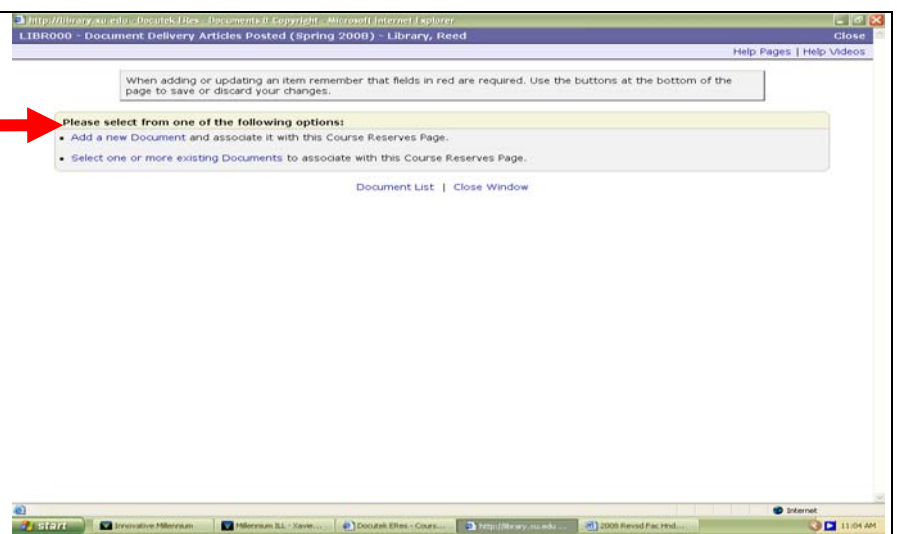 http://library.xu.edu - Docutek ERes - Documents & Copyright - Microsoft Internet Explorer
LIBR000 - Document Delivery Articles Posted (Spring 2008) - Library, Reed Close
Help Pages | Help Videos
When adding or updating an item remember that fields in red are required. Use the buttons at the bottom of the
page to save or discard your changes.
Please select from one of the following options:
• Add a new Document and associate it with this Course Reserves Page.
• Select one or more existing Documents to associate with this Course Reserves Page.
Document List | Close Window
Internet
start Innovative Millennium Millennium ILL - Xavie... Docutek ERes - Cours... http://library.xu.edu ... 2008 Revsd Fac Hnd... 11:04 AM